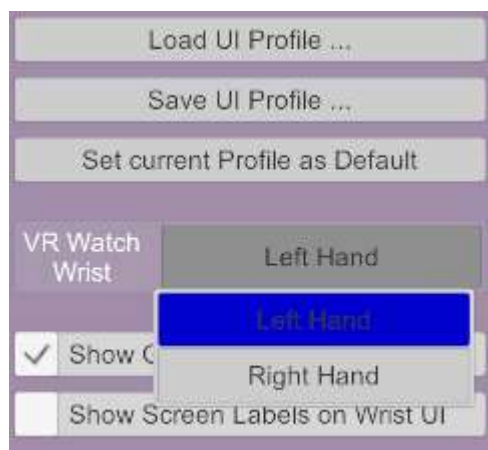 Load UI Profile ...
Save UI Profile ...
Set current Profile as Default
VR Watch
Wrist
Left Hand
Left Hand
Right Hand
Show
Show Screen Labels on Wrist UI